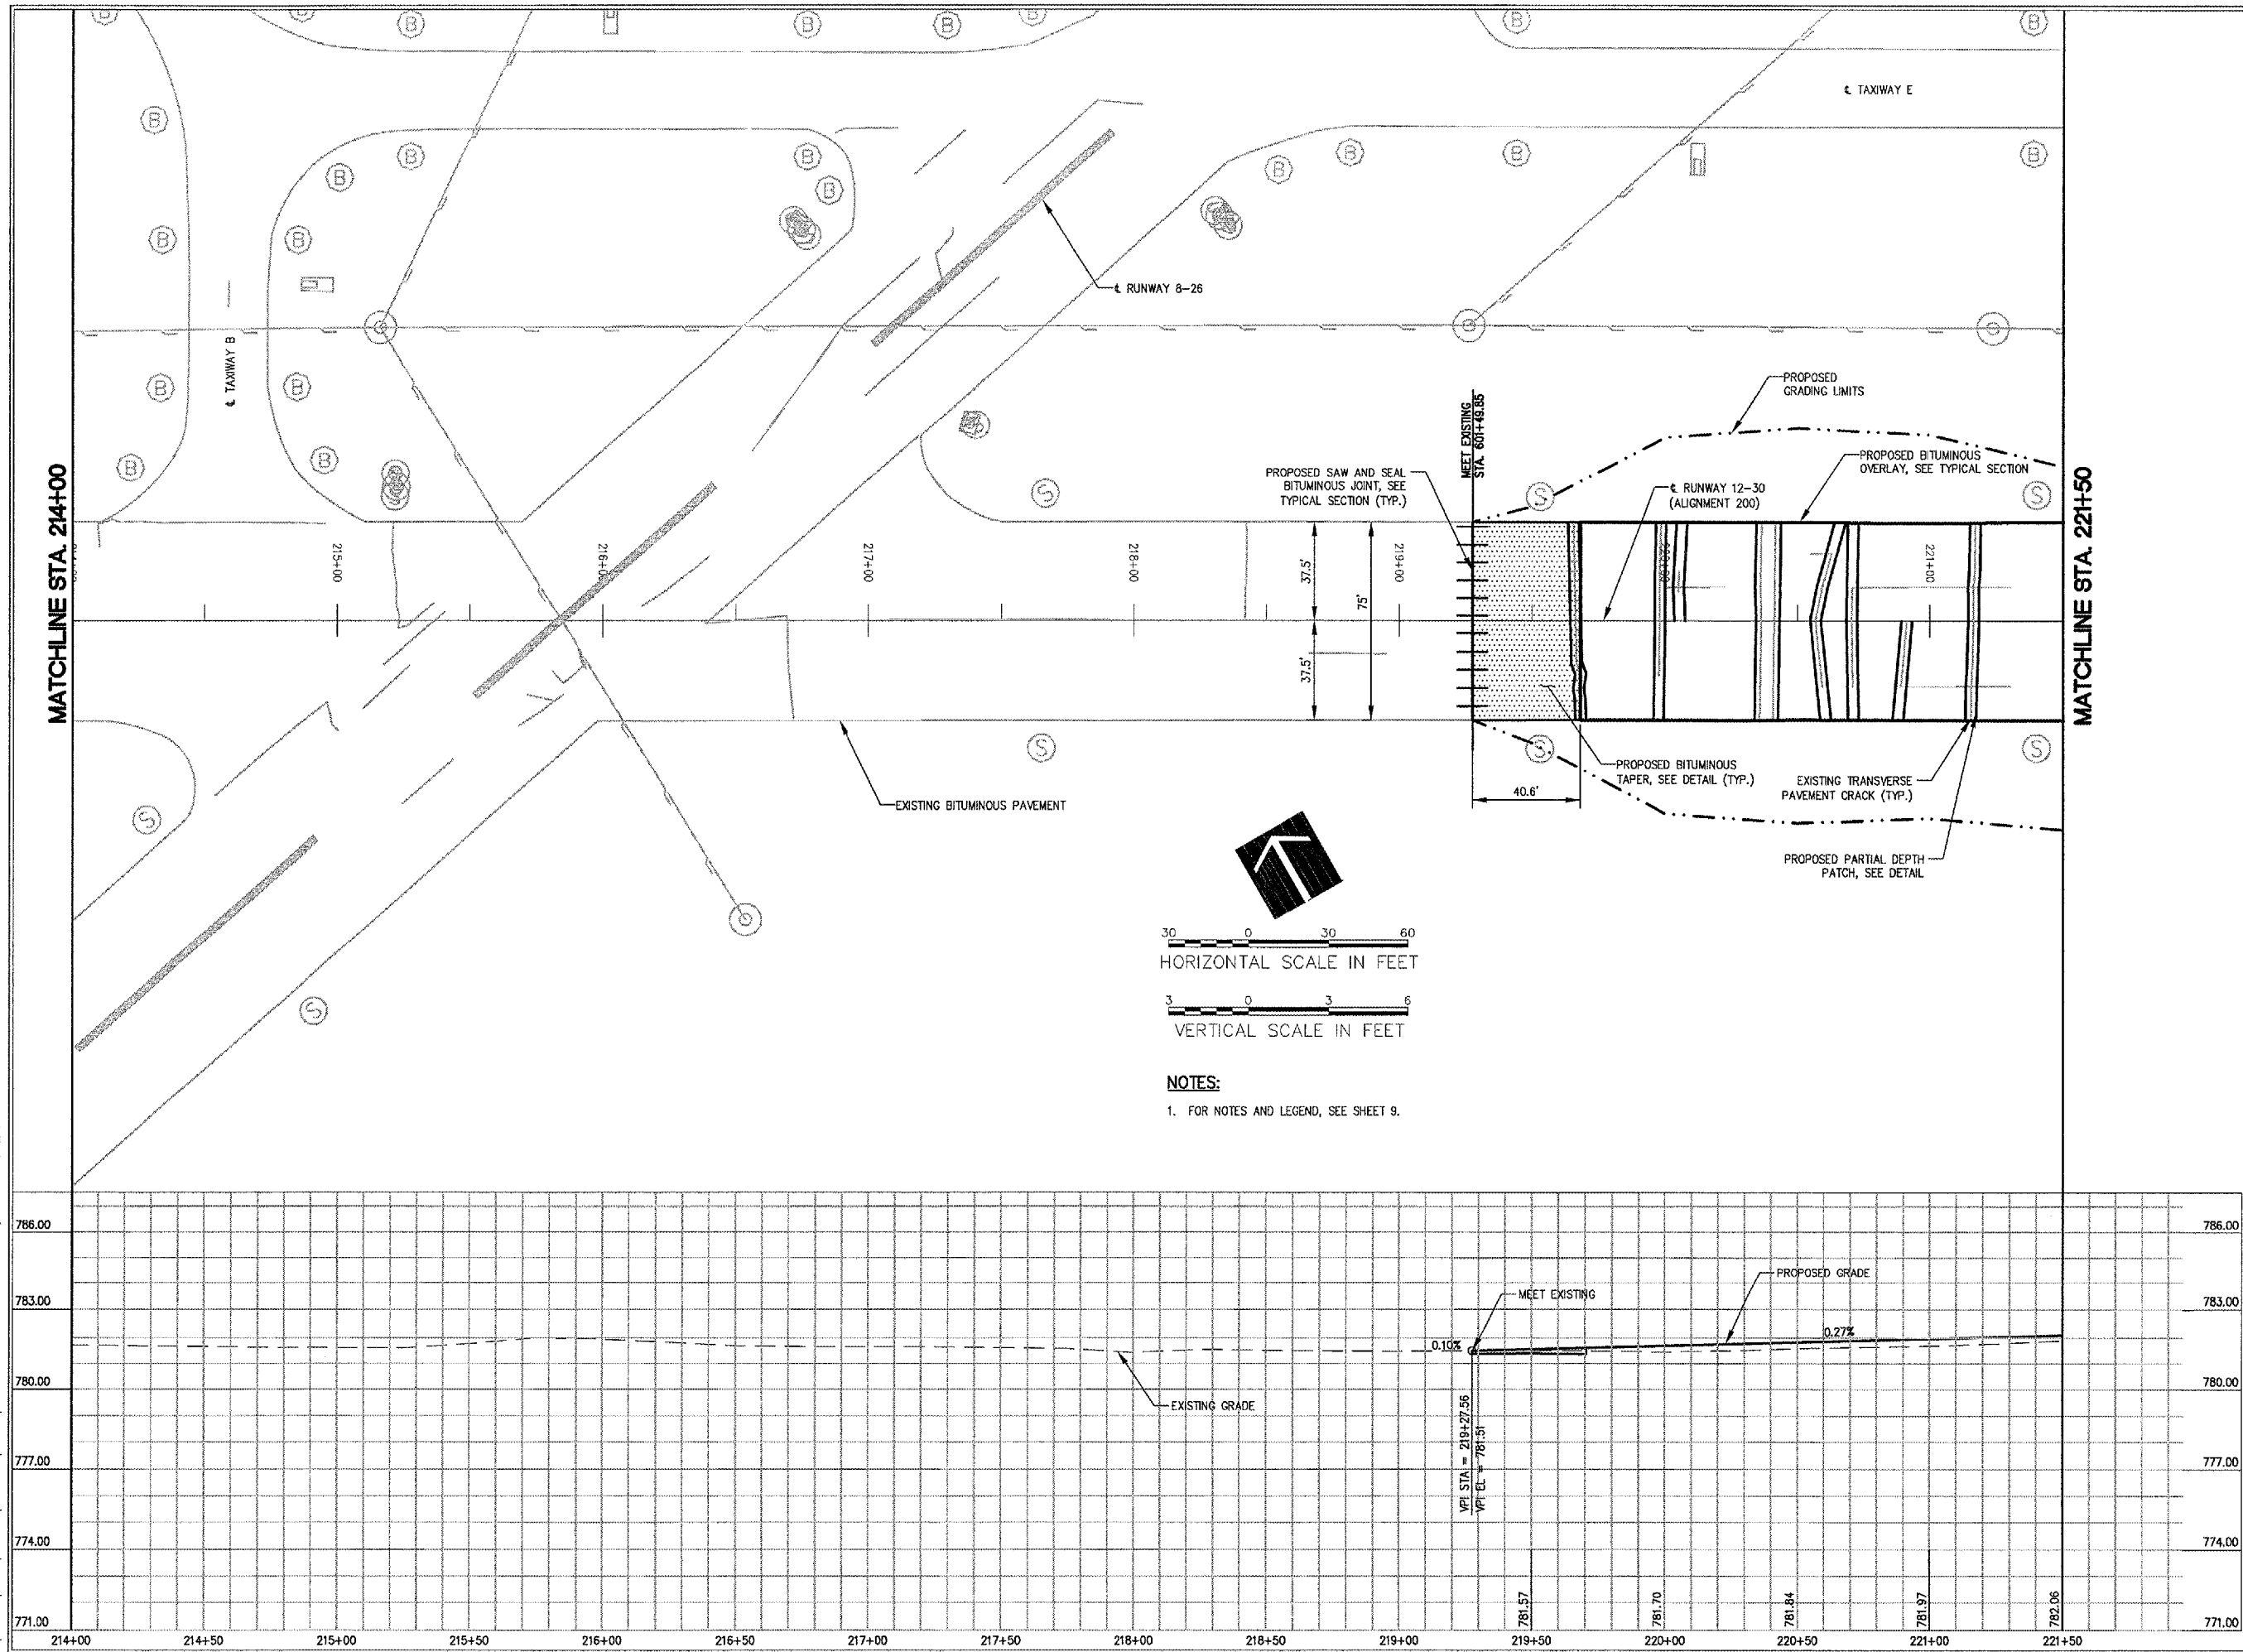 B
B
B
B
B
B
B
℄ TAXIWAY E
B
B
B
B
B
B
B
B
B
B
B
B
℄ RUNWAY 8-26
℄ TAXIWAY B
B
B
PROPOSED
GRADING LIMITS
MEET EXISTING
STA. 601+49.85
B
B
PROPOSED SAW AND SEAL
BITUMINOUS JOINT, SEE
TYPICAL SECTION (TYP.)
PROPOSED BITUMINOUS
OVERLAY, SEE TYPICAL SECTION
℄ RUNWAY 12-30
(ALIGNMENT 200)
S
S
S
MATCHLINE STA. 214+00
MATCHLINE STA. 221+50
215+00
216+00
217+00
218+00
219+00
221+00
37.5'
75'
37.5'
S
S
S
S
S
PROPOSED BITUMINOUS
TAPER, SEE DETAIL (TYP.)
40.6'
EXISTING TRANSVERSE
PAVEMENT CRACK (TYP.)
EXISTING BITUMINOUS PAVEMENT
PROPOSED PARTIAL DEPTH
PATCH, SEE DETAIL
30 0 30 60
HORIZONTAL SCALE IN FEET
3 0 3 6
VERTICAL SCALE IN FEET
NOTES:
1. FOR NOTES AND LEGEND, SEE SHEET 9.
786.00 786.00
783.00 783.00
780.00 780.00
777.00 777.00
774.00 774.00
771.00 771.00
MEET EXISTING
PROPOSED GRADE
0.10%
0.27%
EXISTING GRADE
VPI STA = 219+27.56
VPI EL = 781.51
781.57 781.70 781.84 781.97 782.06
214+00 214+50 215+00 215+50 216+00 216+50 217+00 217+50 218+00 218+50 219+00 219+50 220+00 220+50 221+00 221+50